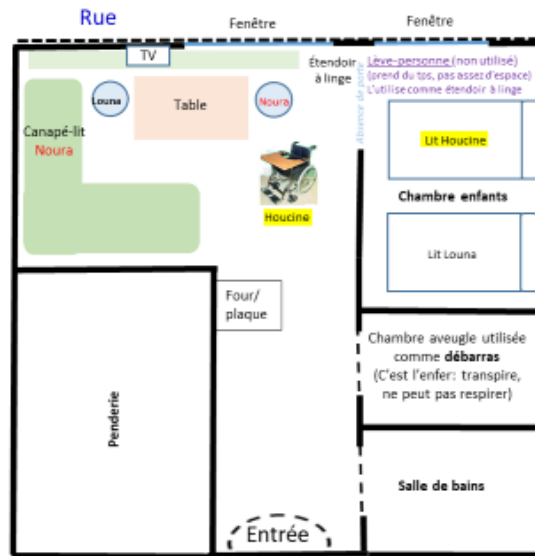 Rue
Fenêtre
Fenêtre
TV
Étendoir
à linge
Lève-personne (non utilisé)
(prend du tps, pas assez d'espace)
L'utilise comme étendoir à linge
Absence de porte
Louna
Table
Noura
Canapé-lit
Noura
Lit Houcine
Houcine
Chambre enfants
Lit Louna
Four/
plaque
Chambre aveugle utilisée
comme débarras
(C'est l'enfer: transpire,
ne peut pas respirer)
Penderie
Salle de bains
Entrée